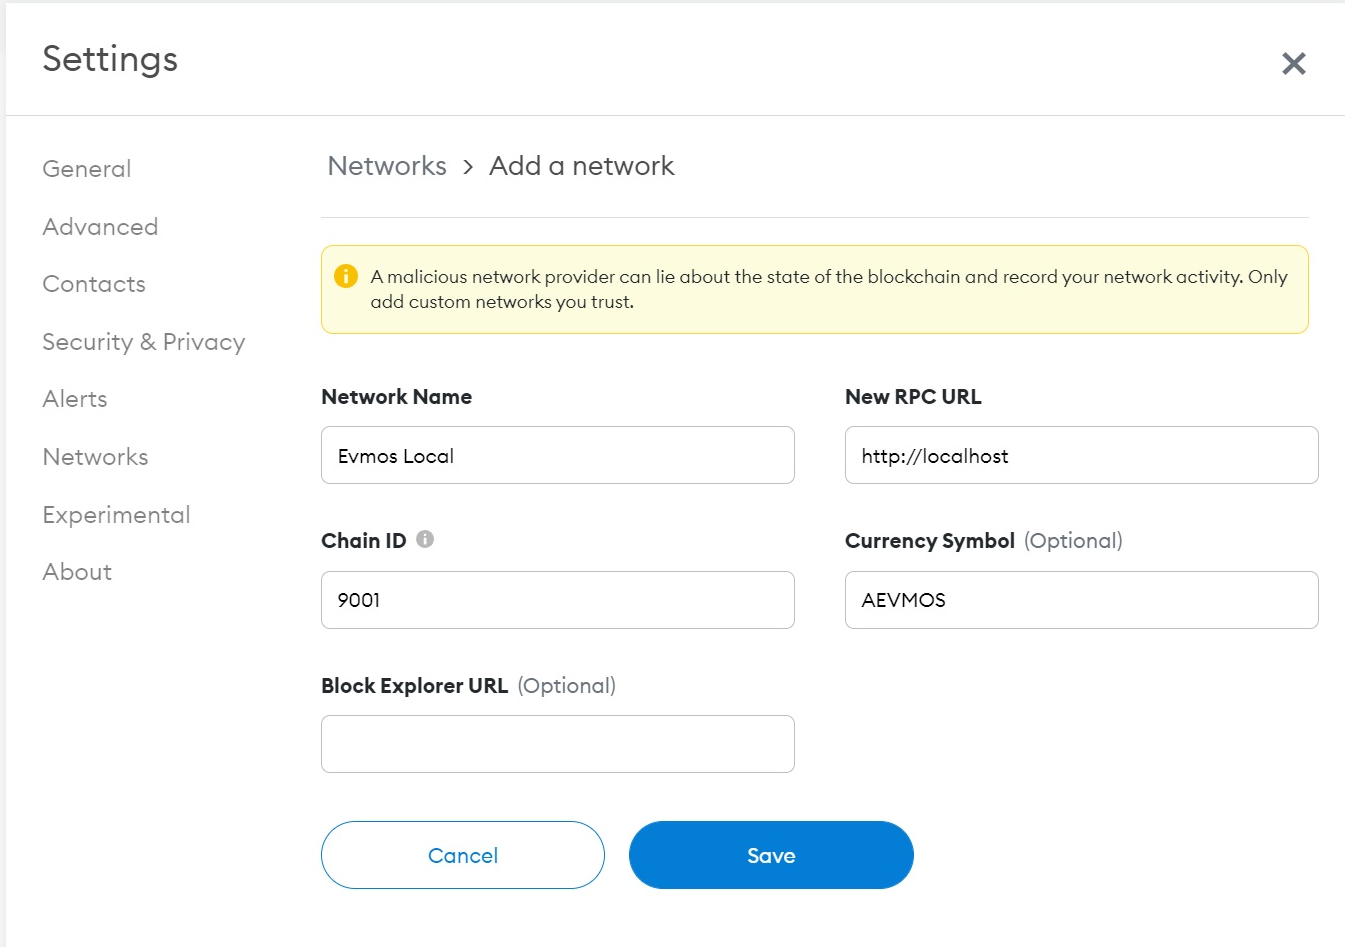 Settings
General
Advanced
Contacts
Security & Privacy
Alerts
Networks
Experimental
About
Networks > Add a network
A malicious network provider can lie about the state of the blockchain and record your network activity. Only
add custom networks you trust.
Network Name
Evmos Local
New RPC URL
http://localhost
Chain ID
9001
Currency Symbol (Optional)
AEVMOS
Block Explorer URL (Optional)
Cancel
Save